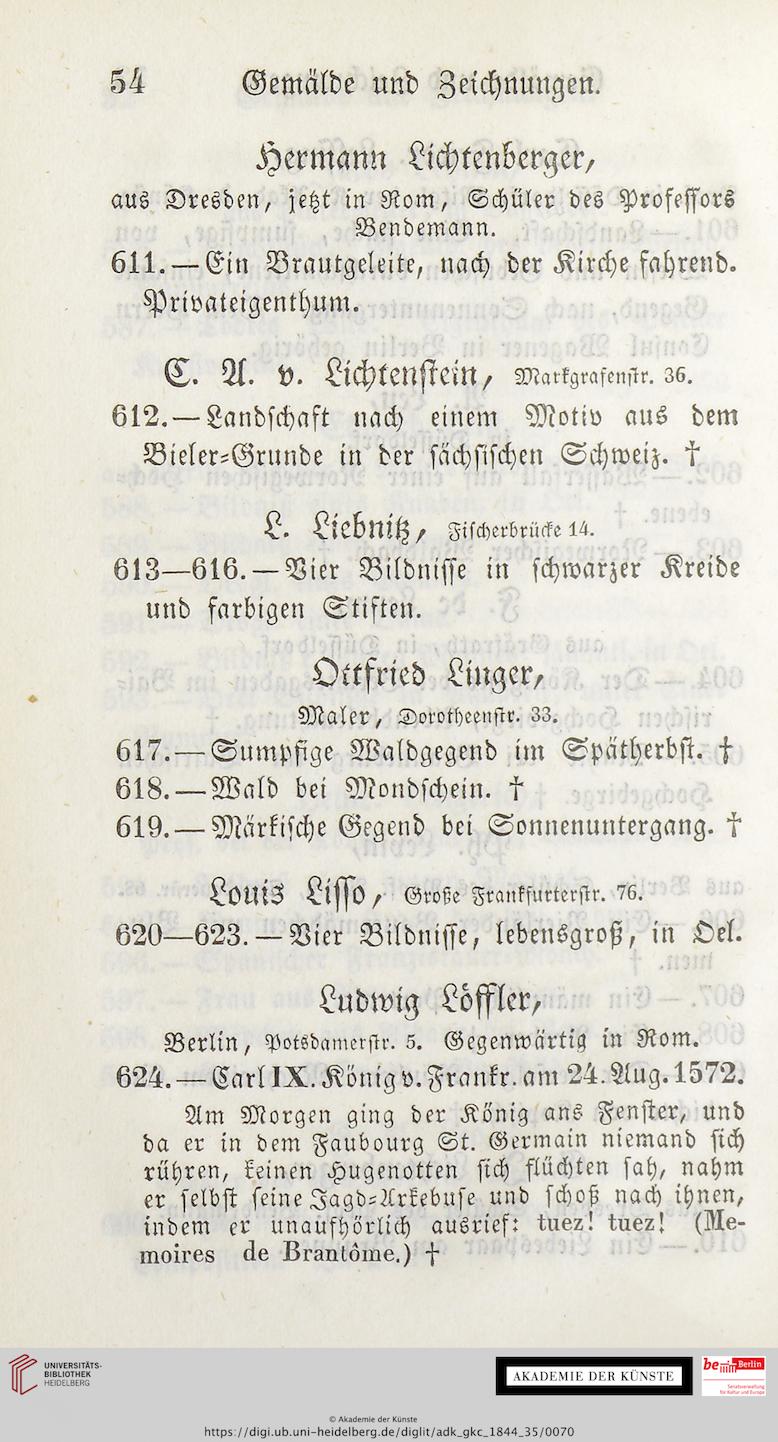 54 Gemälde und Zeichnungen.
Hermann Lichtenberger,
aus Dresden, jetzt in Rom, Schüler des Professors
Bendemann.
611. — Ein Brautgeleite, nach der Kirche fahrend.
Privateigenthum.
C. A. v. Lichtenstein, Markgrafenstr. 36.
612. — Landschaft nach einem Motiv aus dem
Bieler-Grunde in der sächsischen Schweiz. †
L. Liebnitz, Fischerbrücke 14.
613—616. — Vier Bildnisse in schwarzer Kreide
und farbigen Stiften.
Ottfried Linger,
Maler, Dorotheenstr. 33.
617. — Sumpfige Waldgegend im Spätherbst. †
618. — Wald bei Mondschein. †
619. — Märkische Gegend bei Sonnenuntergang. †
Louis Lisso, Große Frankfurterstr. 76.
620—623. — Vier Bildnisse, lebensgroß, in Oel.
Ludwig Löffler,
Berlin, Potsdamerstr. 5. Gegenwärtig in Rom.
624. — Carl IX. König v. Frankr. am 24. Aug. 1572.
Am Morgen ging der König ans Fenster, und
da er in dem Faubourg St. Germain niemand sich
rühren, keinen Hugenotten sich flüchten sah, nahm
er selbst seine Jagd-Arkebuse und schoß nach ihnen,
indem er unaufhörlich ausrief: tuez! tuez! (Me-
moires de Brantôme.) †
UNIVERSITÄTS-
BIBLIOTHEK
HEIDELBERG
AKADEMIE DER KÜNSTE
be Berlin
Senatsverwaltung
für Kultur und Europa
© Akademie der Künste
https://digi.ub.uni-heidelberg.de/diglit/adk_gkc_1844_35/0070